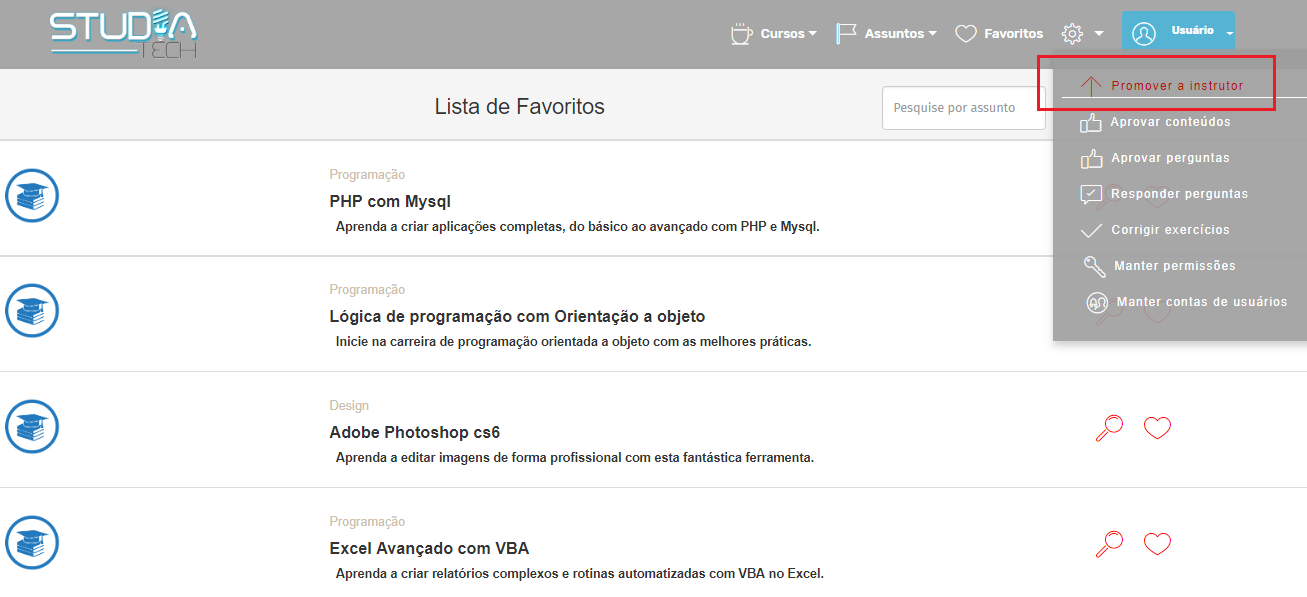 STUDIA
TECH
Cursos
Assuntos
Favoritos
Usuário
Promover a instrutor
Aprovar conteúdos
Aprovar perguntas
Responder perguntas
Corrigir exercícios
Manter permissões
Manter contas de usuários
Lista de Favoritos
Pesquise por assunto
Programação
PHP com Mysql
Aprenda a criar aplicações completas, do básico ao avançado com PHP e Mysql.
Programação
Lógica de programação com Orientação a objeto
Inicie na carreira de programação orientada a objeto com as melhores práticas.
Design
Adobe Photoshop cs6
Aprenda a editar imagens de forma profissional com esta fantástica ferramenta.
Programação
Excel Avançado com VBA
Aprenda a criar relatórios complexos e rotinas automatizadas com VBA no Excel.